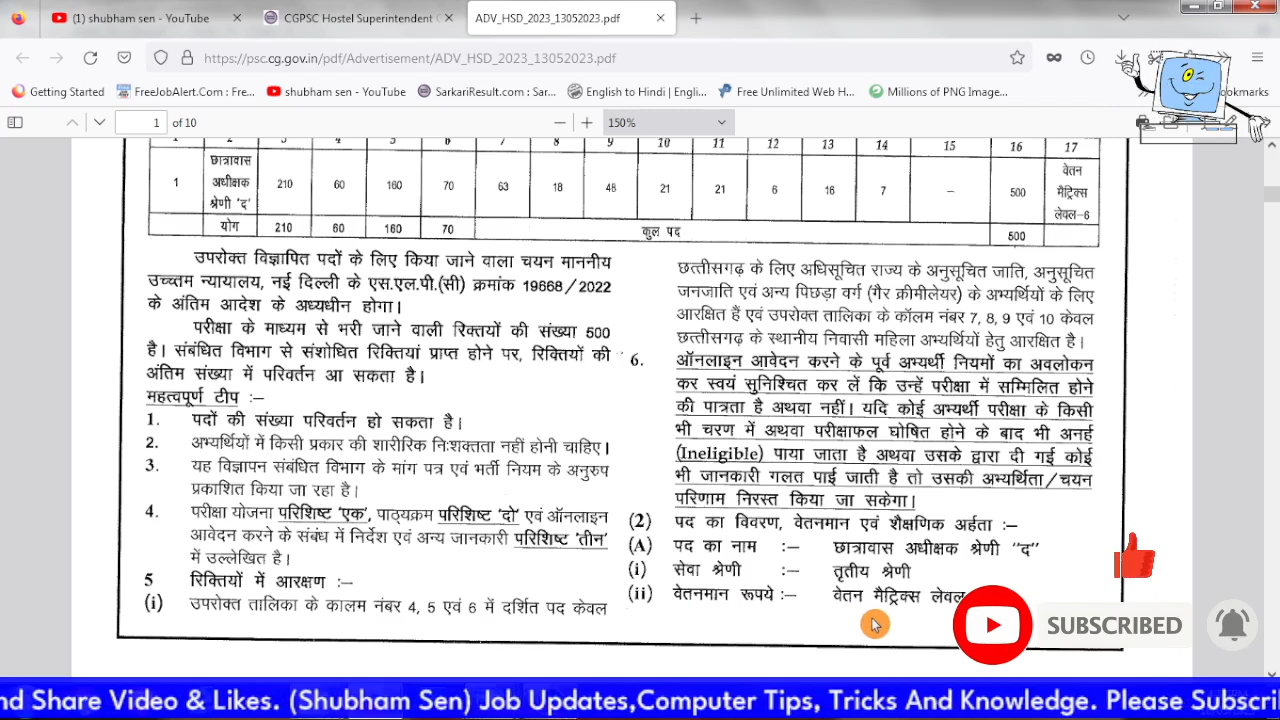 (1) shubham sen - YouTube
CGPSC Hostel Superintendent
ADV_HSD_2023_13052023.pdf
https://psc.cg.gov.in/pdf/Advertisement/ADV_HSD_2023_13052023.pdf
Getting Started FreeJobAlert.Com : Fre... shubham sen - YouTube SarkariResult.com : Sar... English to Hindi | Engli... Free Unlimited Web H... Millions of PNG Image... okmarks
1 of 10 150%
3 4 6 7 8 9 10 11 12 13 14 15 16 17
1 छात्रावास अधीक्षक श्रेणी 'द' 210 60 160 70 63 18 48 21 21 6 16 7 – 500 वेतन मैट्रिक्स लेवल-6
योग 210 60 160 70 कुल पद 500
उपरोक्त विज्ञापित पदों के लिए किया जाने वाला चयन माननीय
उच्चतम न्यायालय, नई दिल्ली के एस.एल.पी.(सी) क्रमांक 19668/2022
के अंतिम आदेश के अध्यधीन होगा।
परीक्षा के माध्यम से भरी जाने वाली रिक्तियों की संख्या 500
है। संबंधित विभाग से संशोधित रिक्तियां प्राप्त होने पर, रिक्तियों की
अंतिम संख्या में परिवर्तन आ सकता है।
महत्वपूर्ण टीप :–
1. पदों की संख्या परिवर्तन हो सकता है।
2. अभ्यर्थियों में किसी प्रकार की शारीरिक निःशक्तता नहीं होनी चाहिए।
3. यह विज्ञापन संबंधित विभाग के मांग पत्र एवं भर्ती नियम के अनुरुप
प्रकाशित किया जा रहा है।
4. परीक्षा योजना परिशिष्ट 'एक', पाठ्यक्रम परिशिष्ट 'दो' एवं ऑनलाइन
आवेदन करने के संबंध में निर्देश एवं अन्य जानकारी परिशिष्ट 'तीन'
में उल्लेखित है।
5 रिक्तियों में आरक्षण :–
(i) उपरोक्त तालिका के कालम नंबर 4, 5 एवं 6 में दर्शित पद केवल
छत्तीसगढ़ के लिए अधिसूचित राज्य के अनुसूचित जाति, अनुसूचित
जनजाति एवं अन्य पिछड़ा वर्ग (गैर क्रीमीलेयर) के अभ्यर्थियों के लिए
आरक्षित हैं एवं उपरोक्त तालिका के कॉलम नंबर 7, 8, 9 एवं 10 केवल
छत्तीसगढ़ के स्थानीय निवासी महिला अभ्यर्थियों हेतु आरक्षित है।
6. ऑनलाइन आवेदन करने के पूर्व अभ्यर्थी नियमों का अवलोकन
कर स्वयं सुनिश्चित कर लें कि उन्हें परीक्षा में सम्मिलित होने
की पात्रता है अथवा नहीं। यदि कोई अभ्यर्थी परीक्षा के किसी
भी चरण में अथवा परीक्षाफल घोषित होने के बाद भी अनर्ह
(Ineligible) पाया जाता है अथवा उसके द्वारा दी गई कोई
भी जानकारी गलत पाई जाती है तो उसकी अभ्यर्थिता/चयन
परिणाम निरस्त किया जा सकेगा।
(2) पद का विवरण, वेतनमान एवं शैक्षणिक अर्हता :–
(A) पद का नाम :– छात्रावास अधीक्षक श्रेणी "द"
(i) सेवा श्रेणी :– तृतीय श्रेणी
(ii) वेतनमान रूपये :– वेतन मैट्रिक्स लेवल
SUBSCRIBED
nd Share Video & Likes. (Shubham Sen) Job Updates,Computer Tips, Tricks And Knowledge. Please Subscri